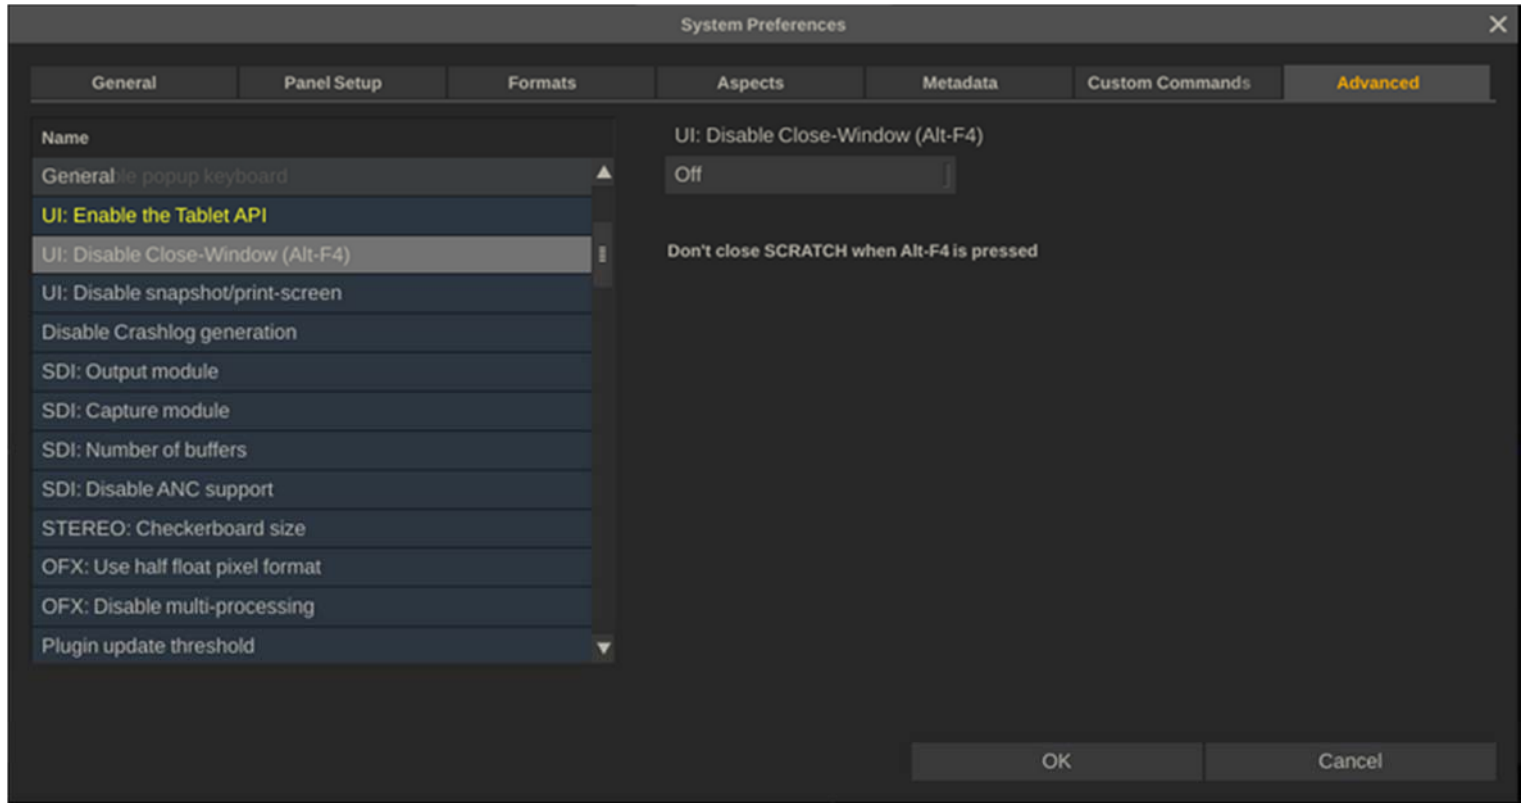 System Preferences
General Panel Setup Formats Aspects Metadata Custom Commands Advanced
Name
General
UI: Enable the Tablet API
UI: Disable Close-Window (Alt-F4)
UI: Disable snapshot/print-screen
Disable Crashlog generation
SDI: Output module
SDI: Capture module
SDI: Number of buffers
SDI: Disable ANC support
STEREO: Checkerboard size
OFX: Use half float pixel format
OFX: Disable multi-processing
Plugin update threshold
UI: Disable Close-Window (Alt-F4)
Off
Don't close SCRATCH when Alt-F4 is pressed
OK Cancel